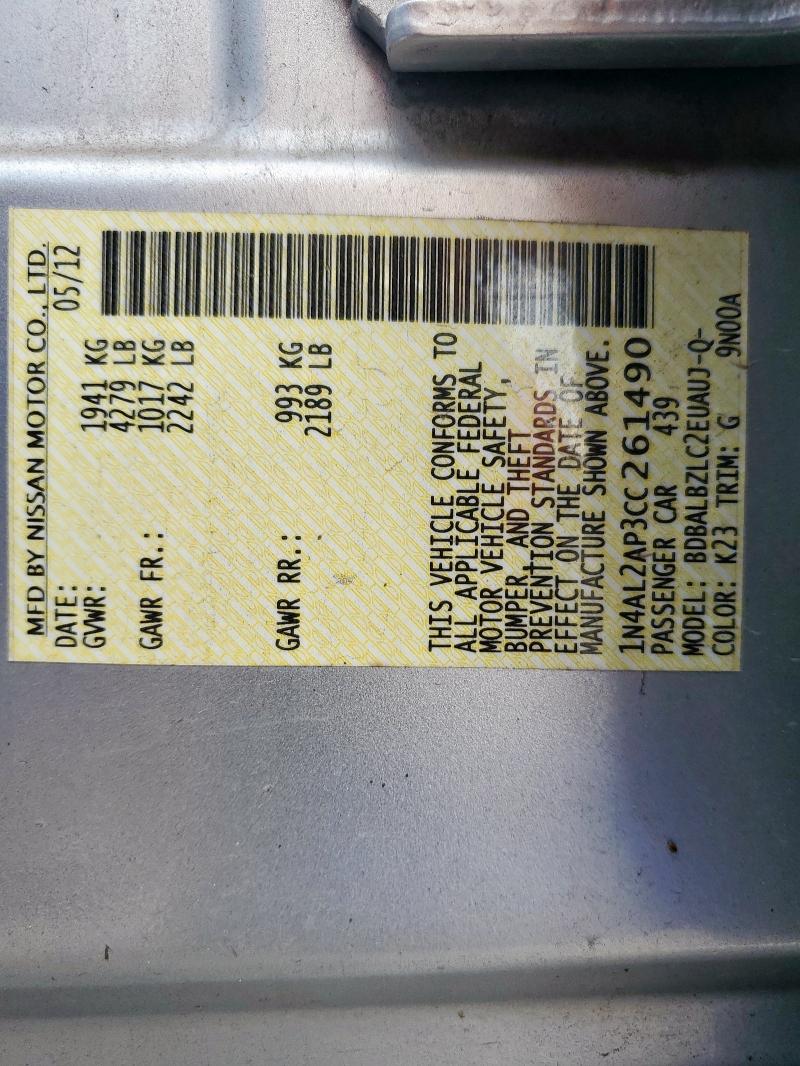 MFD BY NISSAN MOTOR CO., LTD.
DATE: 05/12
GVWR: 1941 KG
4279 LB
GAWR FR.: 1017 KG
2242 LB
GAWR RR.: 993 KG
2189 LB
THIS VEHICLE CONFORMS TO
ALL APPLICABLE FEDERAL
MOTOR VEHICLE SAFETY,
BUMPER, AND THEFT
PREVENTION STANDARDS IN
EFFECT ON THE DATE OF
MANUFACTURE SHOWN ABOVE.
1N4AL2AP3CC261490
PASSENGER CAR 439
MODEL: BDBALBZLC2EUAUJ-Q-
COLOR: K23 TRIM: G 9N00A